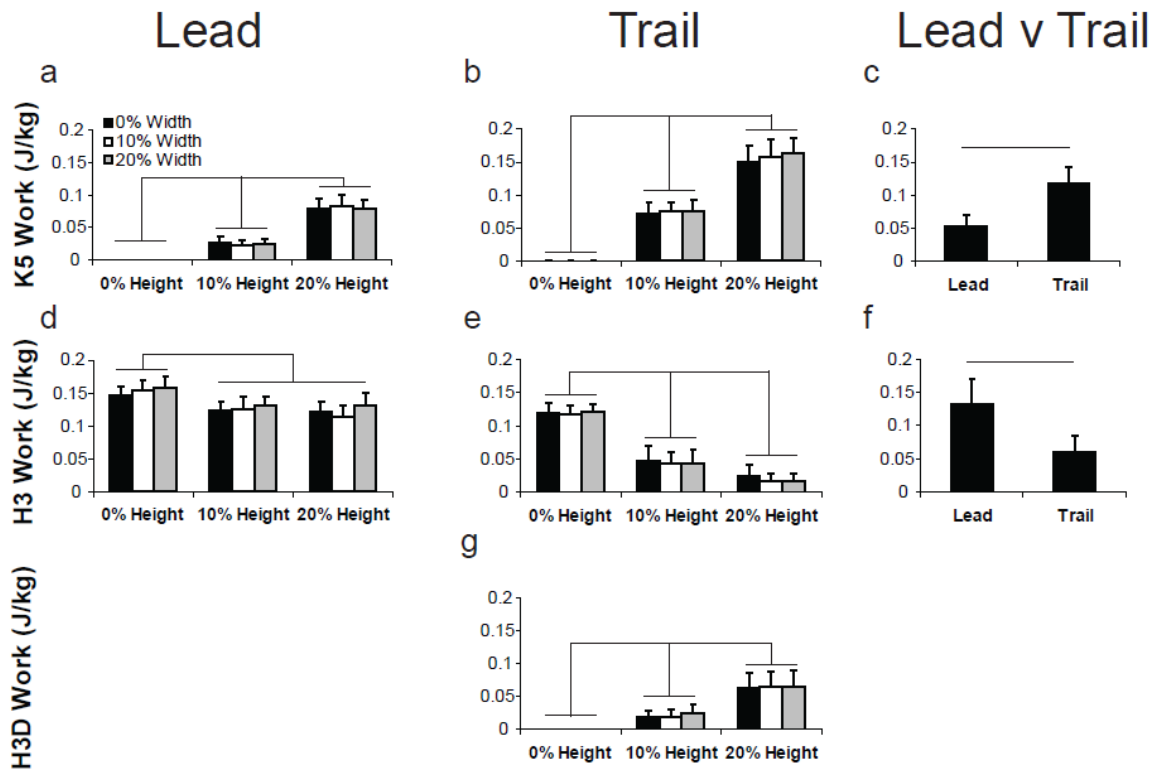 Lead Trail Lead v Trail
a b c
K5 Work (J/kg)
0% Width
10% Width
20% Width
0.2
0.15
0.1
0.05
0
0% Height 10% Height 20% Height
0.2
0.15
0.1
0.05
0
0% Height 10% Height 20% Height
0.2
0.15
0.1
0.05
0
Lead Trail
d e f
H3 Work (J/kg)
0.2
0.15
0.1
0.05
0
0% Height 10% Height 20% Height
0.2
0.15
0.1
0.05
0
0% Height 10% Height 20% Height
0.2
0.15
0.1
0.05
0
Lead Trail
g
H3D Work (J/kg)
0.2
0.15
0.1
0.05
0
0% Height 10% Height 20% Height